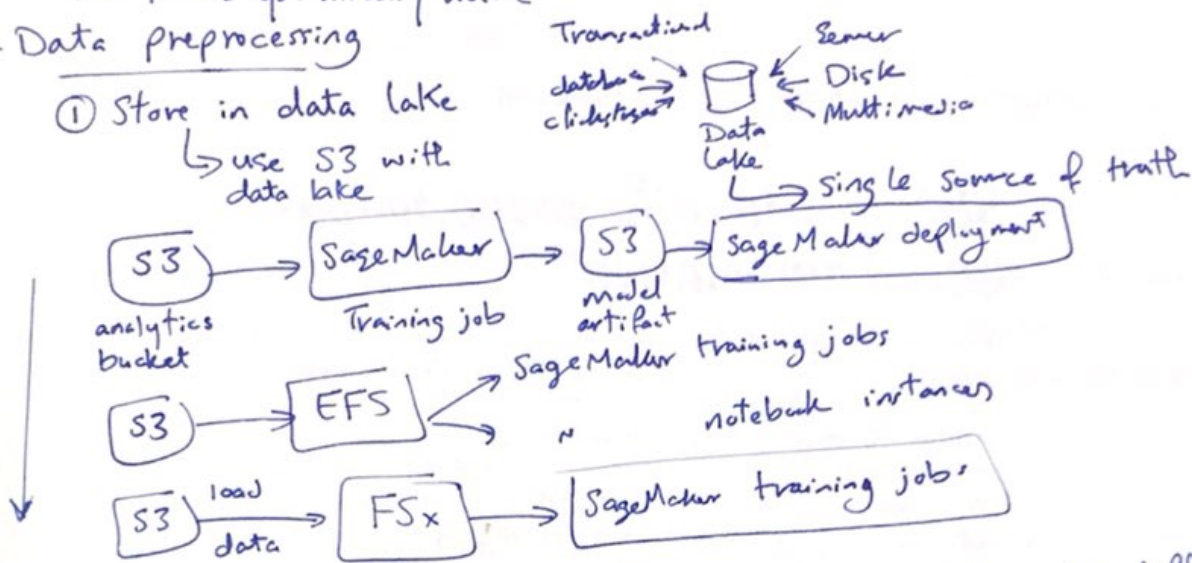 Data preprocessing
① Store in data lake
use S3 with
data lake
Transactional
database
clickstream
Sensor
Disk
Multimedia
Data
Lake
single source of truth
S3
analytics
bucket
SageMaker
Training job
S3
model
artifact
SageMaker deployment
S3
EFS
SageMaker training jobs
" notebook instances
S3
load
data
FSx
SageMaker training jobs